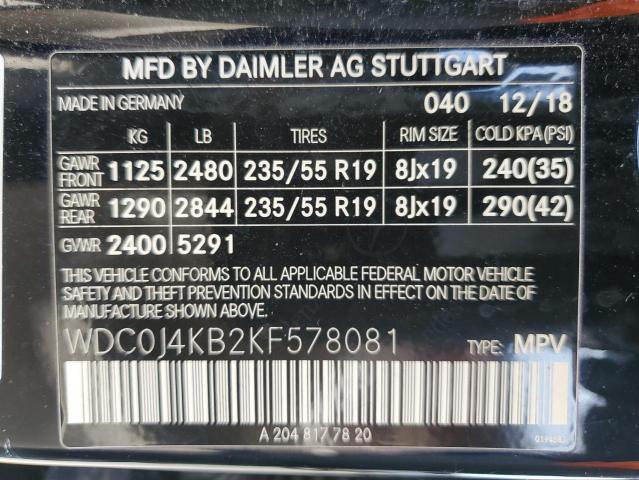 MFD BY DAIMLER AG STUTTGART
MADE IN GERMANY 040 12/18
KG LB TIRES RIM SIZE COLD KPA(PSI)
GAWR FRONT 1125 2480 235/55 R19 8Jx19 240(35)
GAWR REAR 1290 2844 235/55 R19 8Jx19 290(42)
GVWR 2400 5291
THIS VEHICLE CONFORMS TO ALL APPLICABLE FEDERAL MOTOR VEHICLE
SAFETY AND THEFT PREVENTION STANDARDS IN EFFECT ON THE DATE OF
MANUFACTURE SHOWN ABOVE.
WDC0J4KB2KF578081 TYPE: MPV
A 204 817 78 20